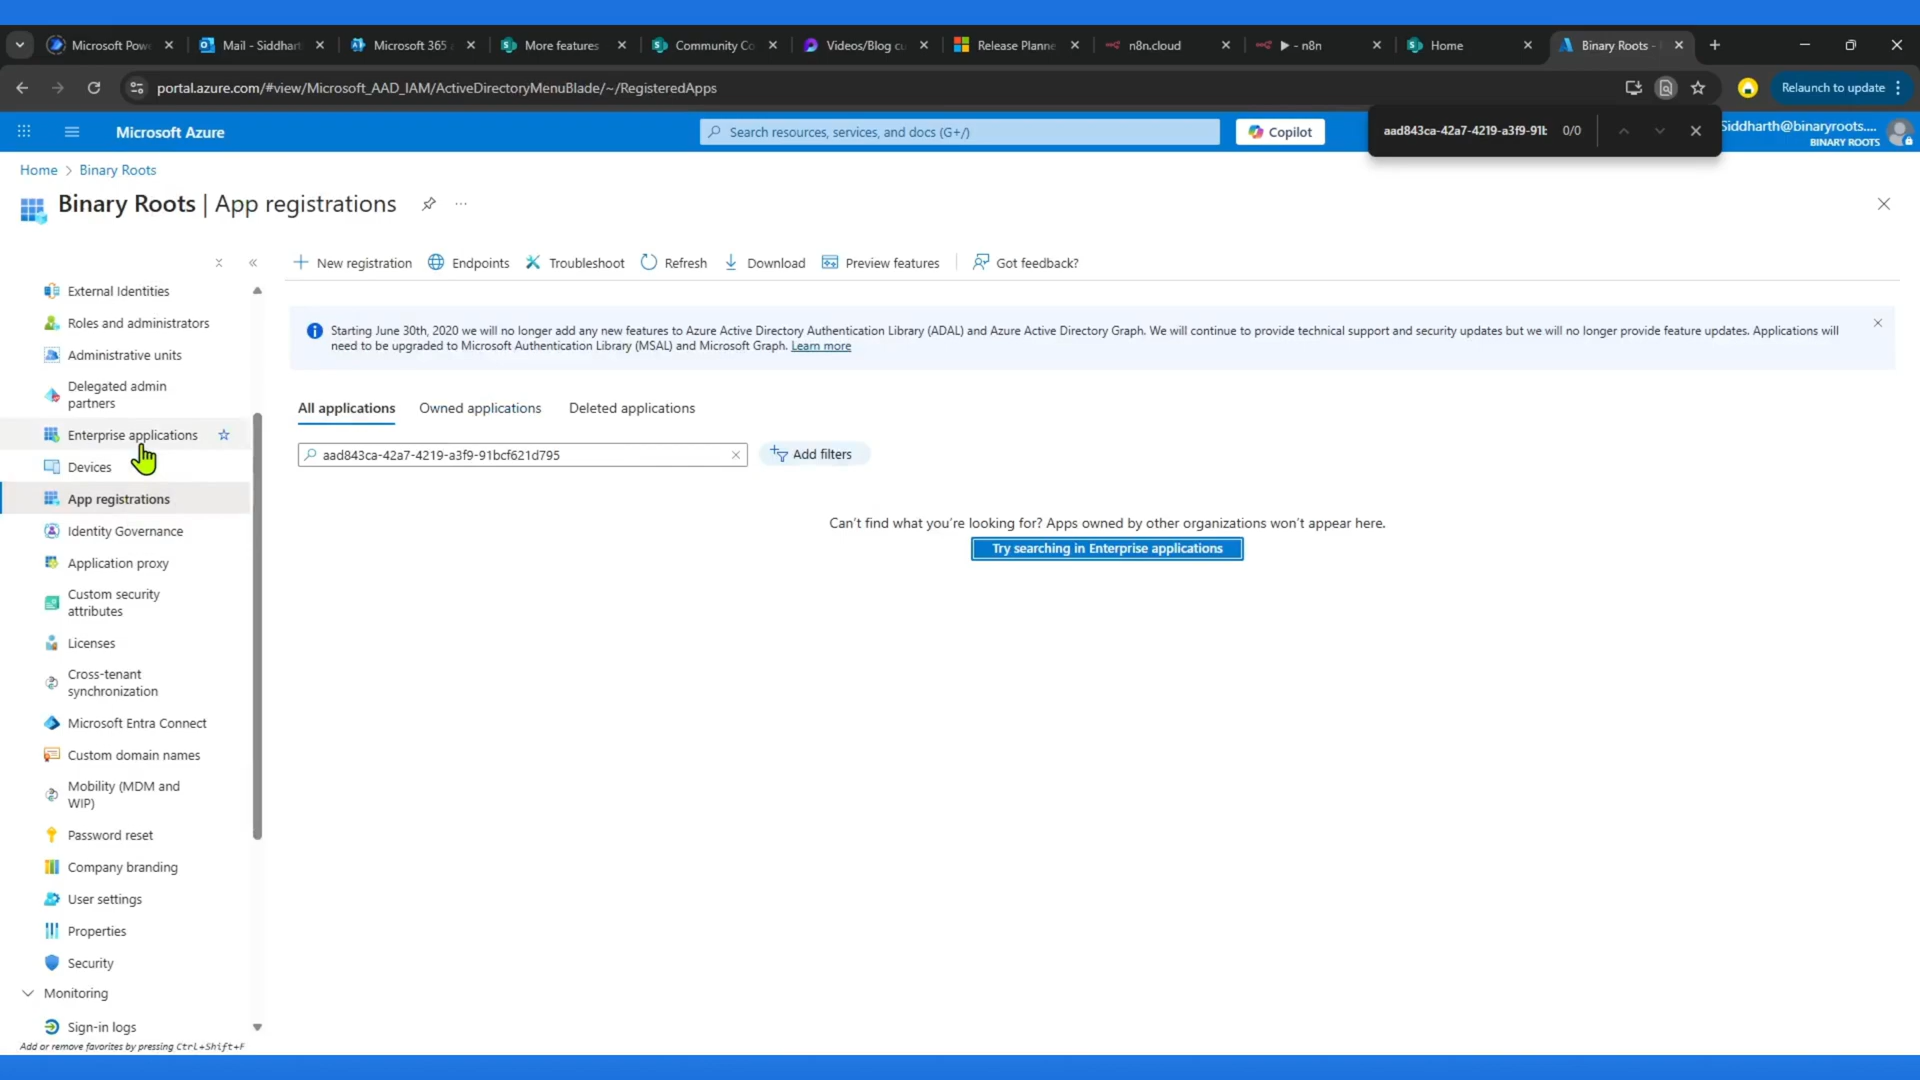 Microsoft Pow
Mail - Siddhart
Microsoft 365
More features
Community Co
Videos/Blog cu
Release Planne
n8n.cloud
▶ - n8n
Home
Binary Roots -
portal.azure.com/#view/Microsoft_AAD_IAM/ActiveDirectoryMenuBlade/~/RegisteredApps
Relaunch to update
Microsoft Azure
Search resources, services, and docs (G+/)
Copilot
aad843ca-42a7-4219-a3f9-91b
0/0
Siddharth@binaryroots....
BINARY ROOTS
Home > Binary Roots
Binary Roots | App registrations
New registration
Endpoints
Troubleshoot
Refresh
Download
Preview features
Got feedback?
Starting June 30th, 2020 we will no longer add any new features to Azure Active Directory Authentication Library (ADAL) and Azure Active Directory Graph. We will continue to provide technical support and security updates but we will no longer provide feature updates. Applications will
need to be upgraded to Microsoft Authentication Library (MSAL) and Microsoft Graph. Learn more
All applications
Owned applications
Deleted applications
aad843ca-42a7-4219-a3f9-91bcf621d795
Add filters
Can't find what you're looking for? Apps owned by other organizations won't appear here.
Try searching in Enterprise applications
External Identities
Roles and administrators
Administrative units
Delegated admin
partners
Enterprise applications
Devices
App registrations
Identity Governance
Application proxy
Custom security
attributes
Licenses
Cross-tenant
synchronization
Microsoft Entra Connect
Custom domain names
Mobility (MDM and
WIP)
Password reset
Company branding
User settings
Properties
Security
Monitoring
Sign-in logs
Add or remove favorites by pressing Ctrl+Shift+F